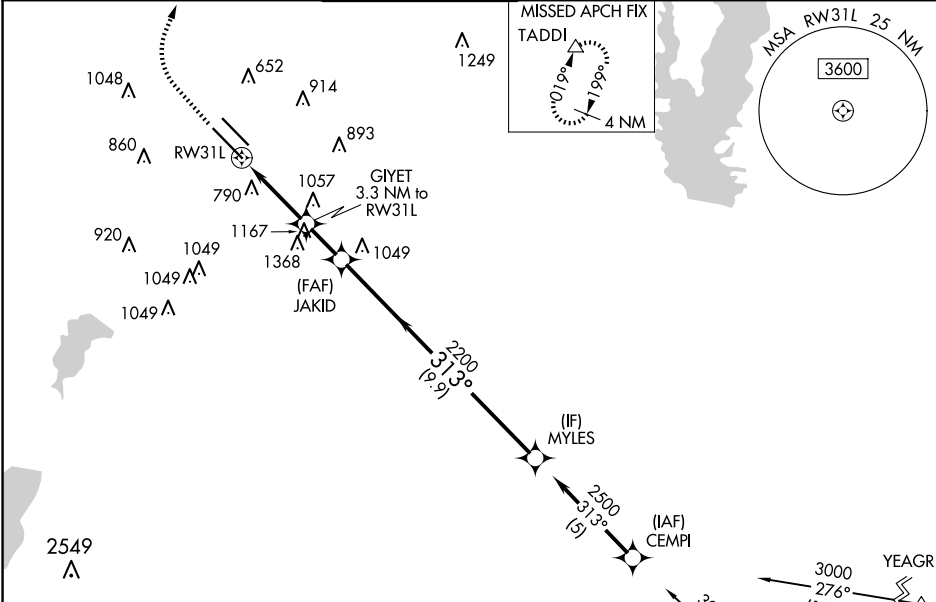 MISSED APCH FIX
TADDI
019°
199°
4 NM
MSA RW31L 25 NM
3600
1249
652
1048
914
893
860
RW31L
GIYET
3.3 NM to
RW31L
790
1057
1167
920
1049
1368
1049
1049
1049
(FAF)
JAKID
2200
313°
(9.9)
(IF)
MYLES
2500
313°
(5)
(IAF)
CEMPI
2549
3000
276°
YEAGR